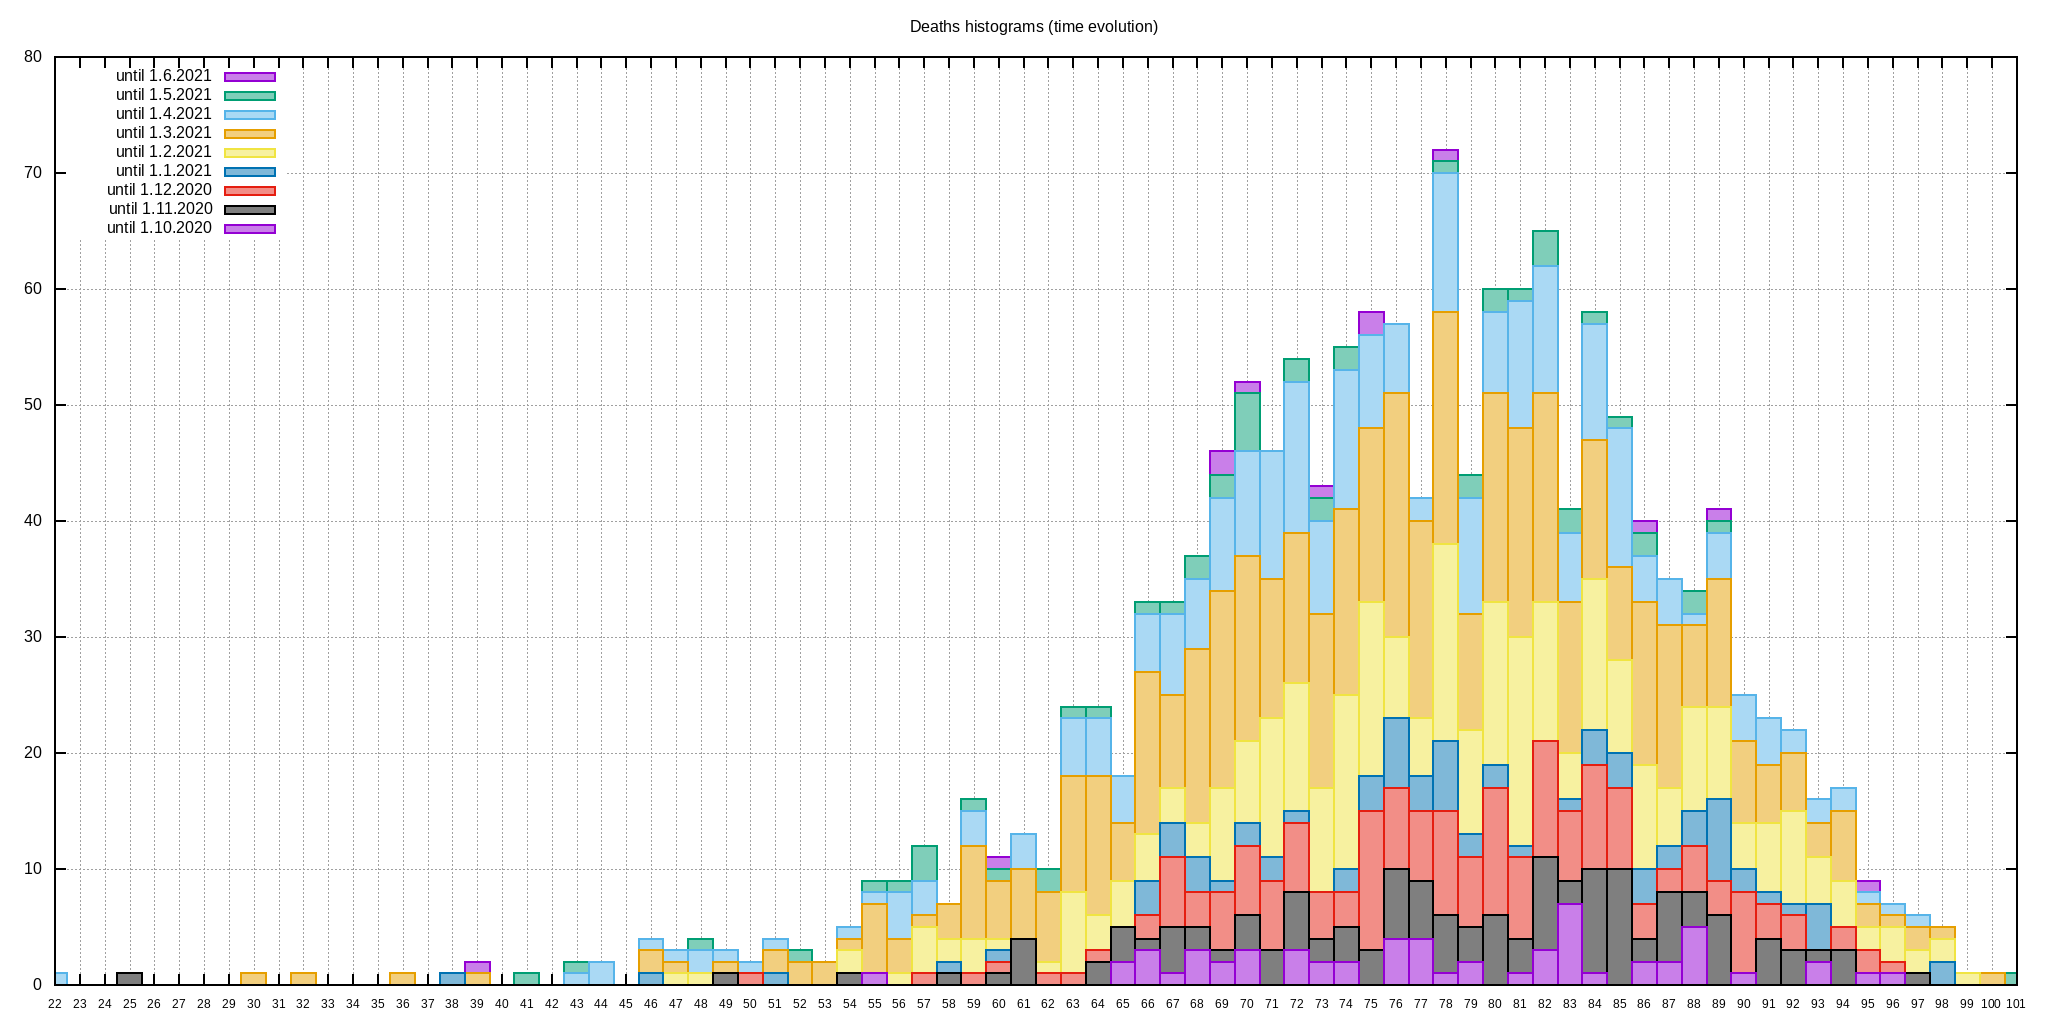 Deaths histograms (time evolution)
80
70
60
50
40
30
20
10
0
until 1.6.2021
until 1.5.2021
until 1.4.2021
until 1.3.2021
until 1.2.2021
until 1.1.2021
until 1.12.2020
until 1.11.2020
until 1.10.2020
22 23 24 25 26 27 28 29 30 31 32 33 34 35 36 37 38 39 40 41 42 43 44 45 46 47 48 49 50 51 52 53 54 55 56 57 58 59 60 61 62 63 64 65 66 67 68 69 70 71 72 73 74 75 76 77 78 79 80 81 82 83 84 85 86 87 88 89 90 91 92 93 94 95 96 97 98 99 100 101